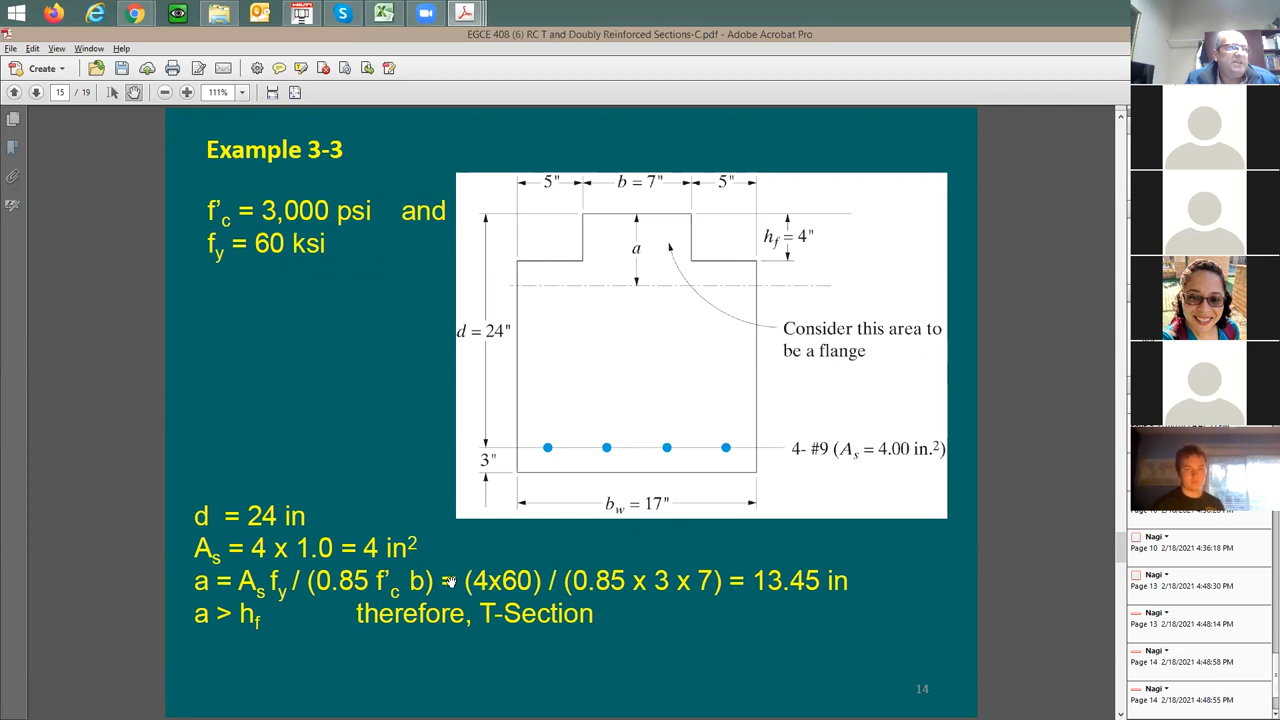 EGCE 408 (6) RC T and Doubly Reinforced Sections-C.pdf - Adobe Acrobat Pro
File Edit View Window Help
Create
15 / 19
111%
Example 3-3
f'c = 3,000 psi and
fy = 60 ksi
5" b = 7" 5"
a
hf = 4"
d = 24"
Consider this area to
be a flange
4- #9 (As = 4.00 in.²)
3"
bw = 17"
d = 24 in
As = 4 x 1.0 = 4 in²
a = As fy / (0.85 f'c b) = (4x60) / (0.85 x 3 x 7) = 13.45 in
a > hf therefore, T-Section
14
Nagi
Page 10 2/18/2021 4:36:18 PM
Nagi
Page 13 2/18/2021 4:48:30 PM
Nagi
Page 13 2/18/2021 4:48:14 PM
Nagi
Page 14 2/18/2021 4:48:58 PM
Nagi
Page 14 2/18/2021 4:48:55 PM